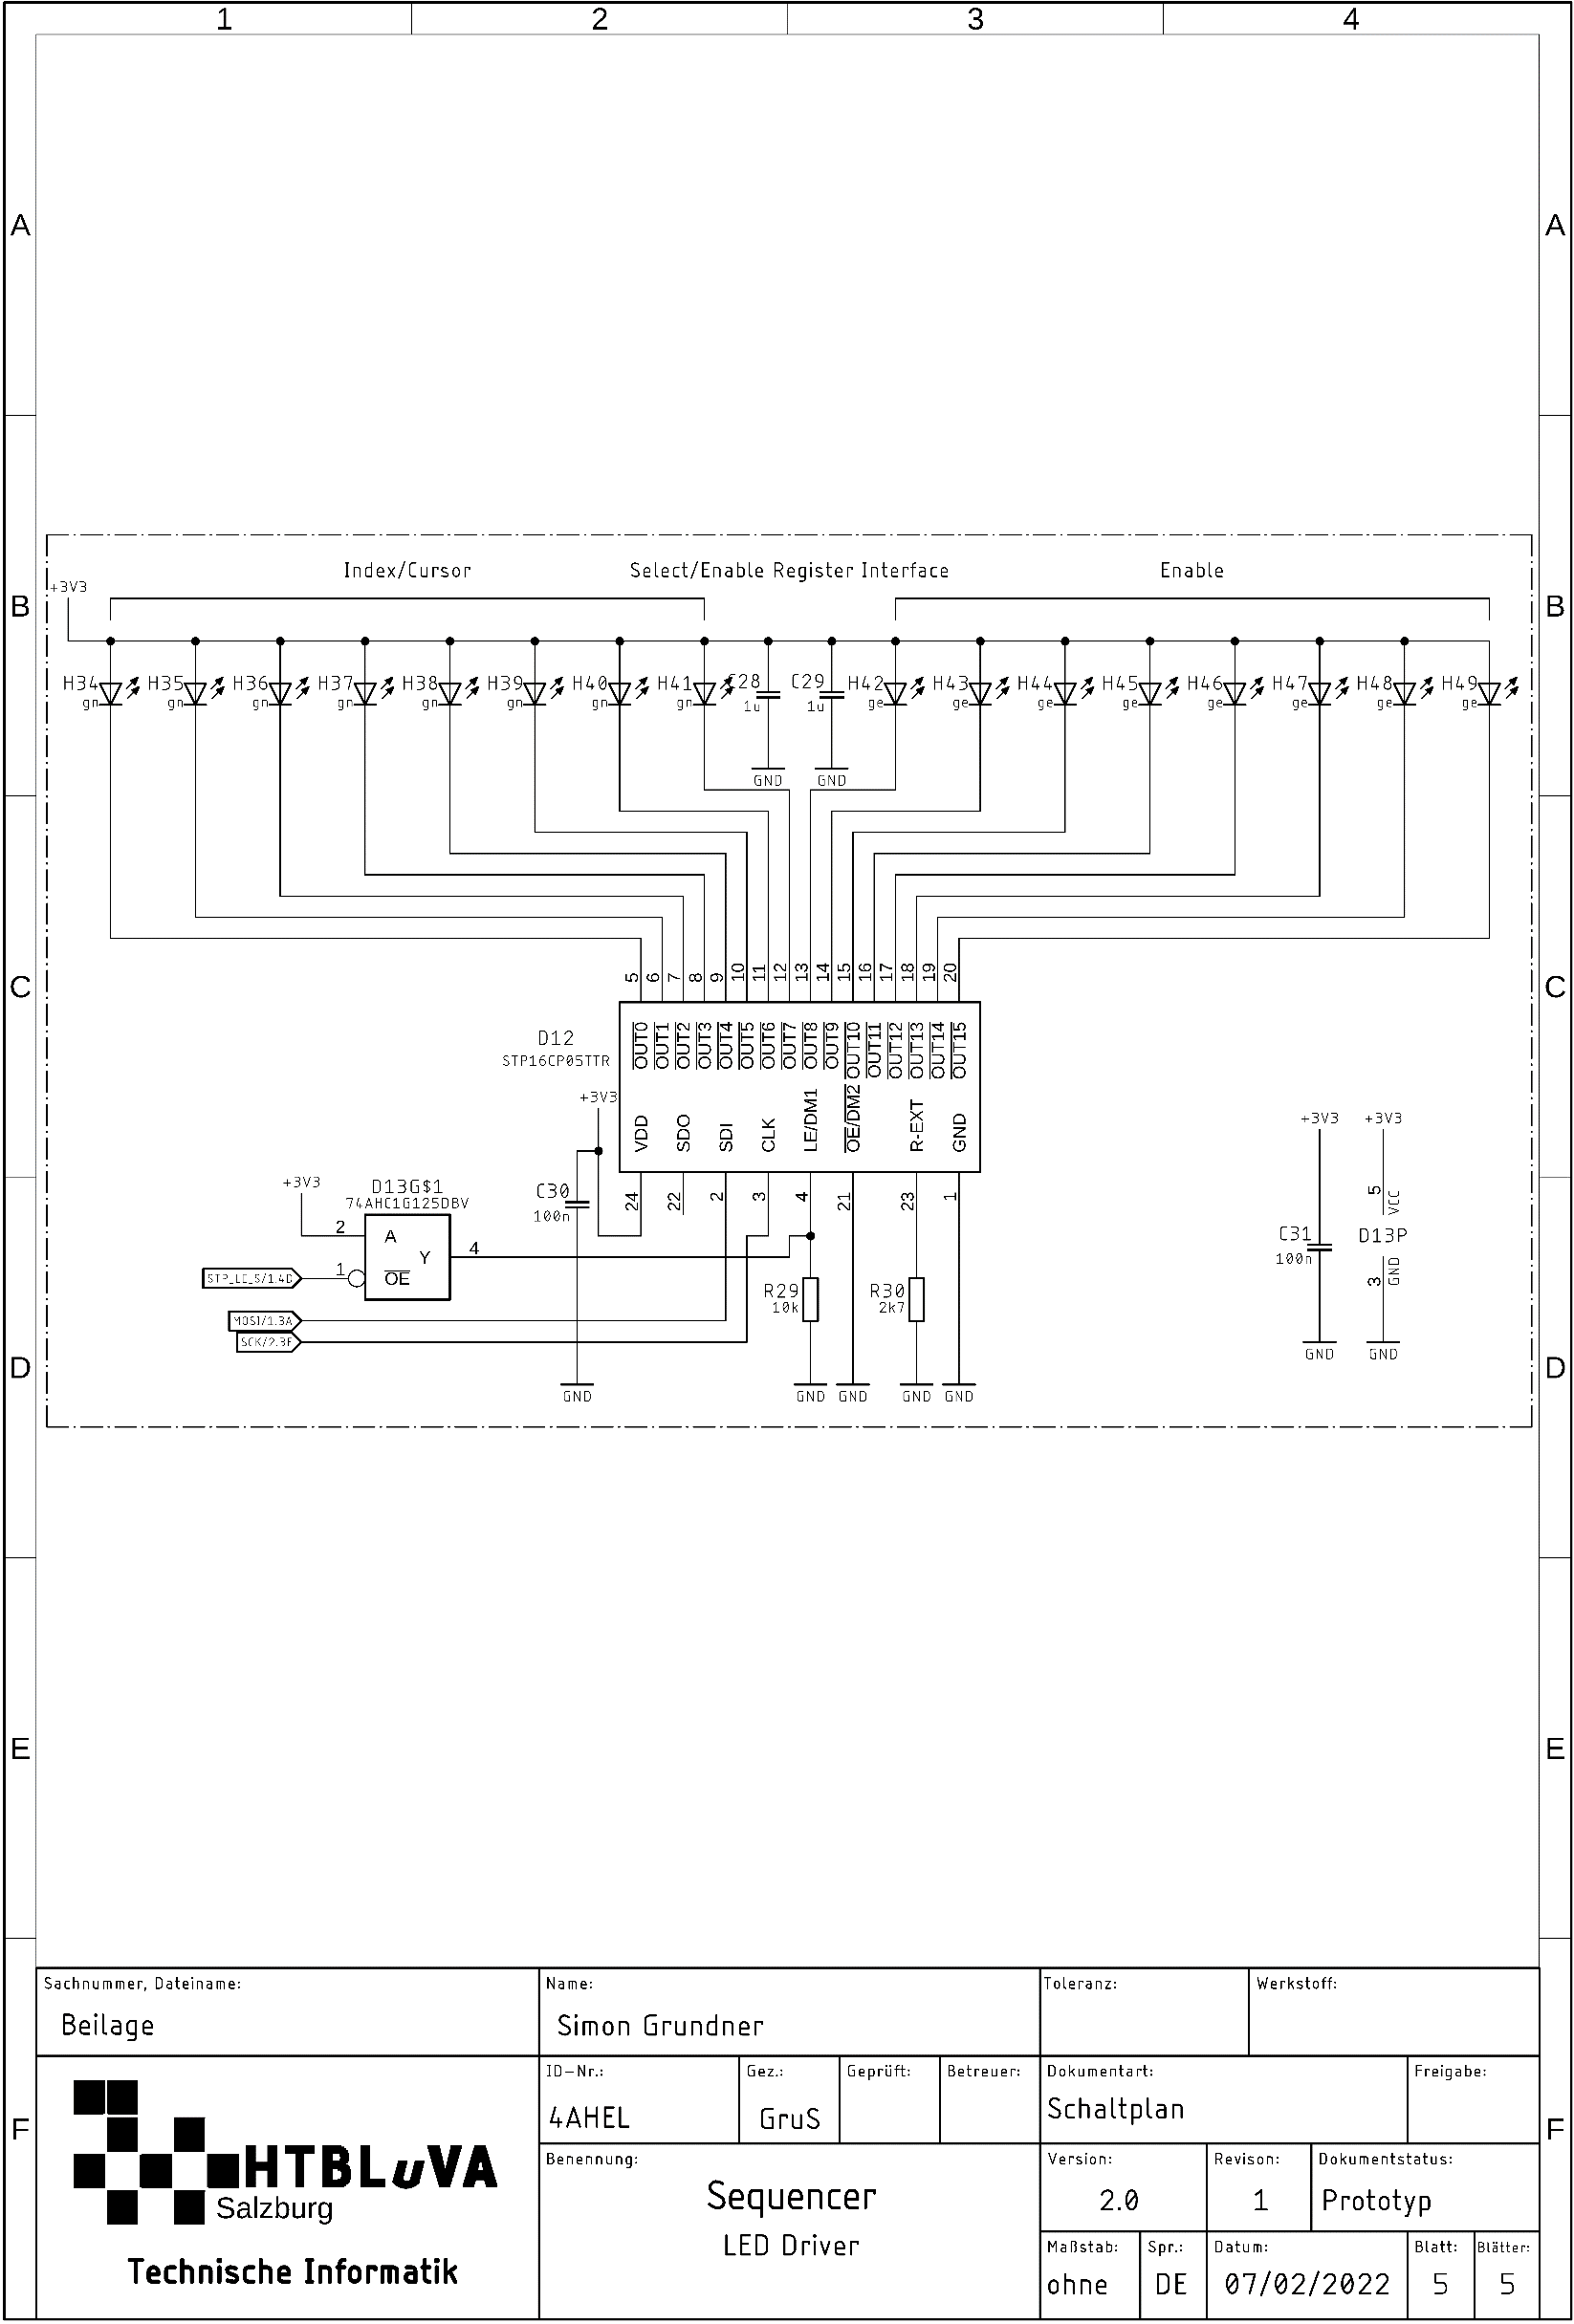 1 2 3 4
A A
Index/Cursor Select/Enable Register Interface Enable
+3V3
B B
H34 H35 H36 H37 H38 H39 H40 H41 C28 C29 H42 H43 H44 H45 H46 H47 H48 H49
gn gn gn gn gn gn gn gn 1u 1u ge ge ge ge ge ge ge ge
GND GND
5 6 7 8 9 10 11 12 13 14 15 16 17 18 19 20
C C
D12
STP16CP05TTR
OUT0 OUT1 OUT2 OUT3 OUT4 OUT5 OUT6 OUT7 OUT8 OUT9 OUT10 OUT11 OUT12 OUT13 OUT14 OUT15
+3V3
VDD SDO SDI CLK LE/DM1 OE/DM2 R-EXT GND
24 22 2 3 4 21 23 1
+3V3 +3V3
+3V3
D13G$1
74AHC1G125DBV
C30
100n
2 A
Y 4
1 OE
STP_LE_S/1.4D
MOSI/1.3A
SCK/2.3F
R29
10k
R30
2k7
GND GND GND GND GND
5 VCC
C31
100n
D13P
3 GND
GND GND
D D
E E
Sachnummer, Dateiname:
Beilage
Name:
Simon Grundner
Toleranz:
Werkstoff:
ID-Nr.:
4AHEL
Gez.:
GruS
Geprüft:
Betreuer:
Dokumentart:
Schaltplan
Freigabe:
F F
HTBLuVA
Salzburg
Technische Informatik
Benennung:
Sequencer
LED Driver
Version:
2.0
Revison:
1
Dokumentstatus:
Prototyp
Maßstab:
ohne
Spr.:
DE
Datum:
07/02/2022
Blatt:
5
Blätter:
5